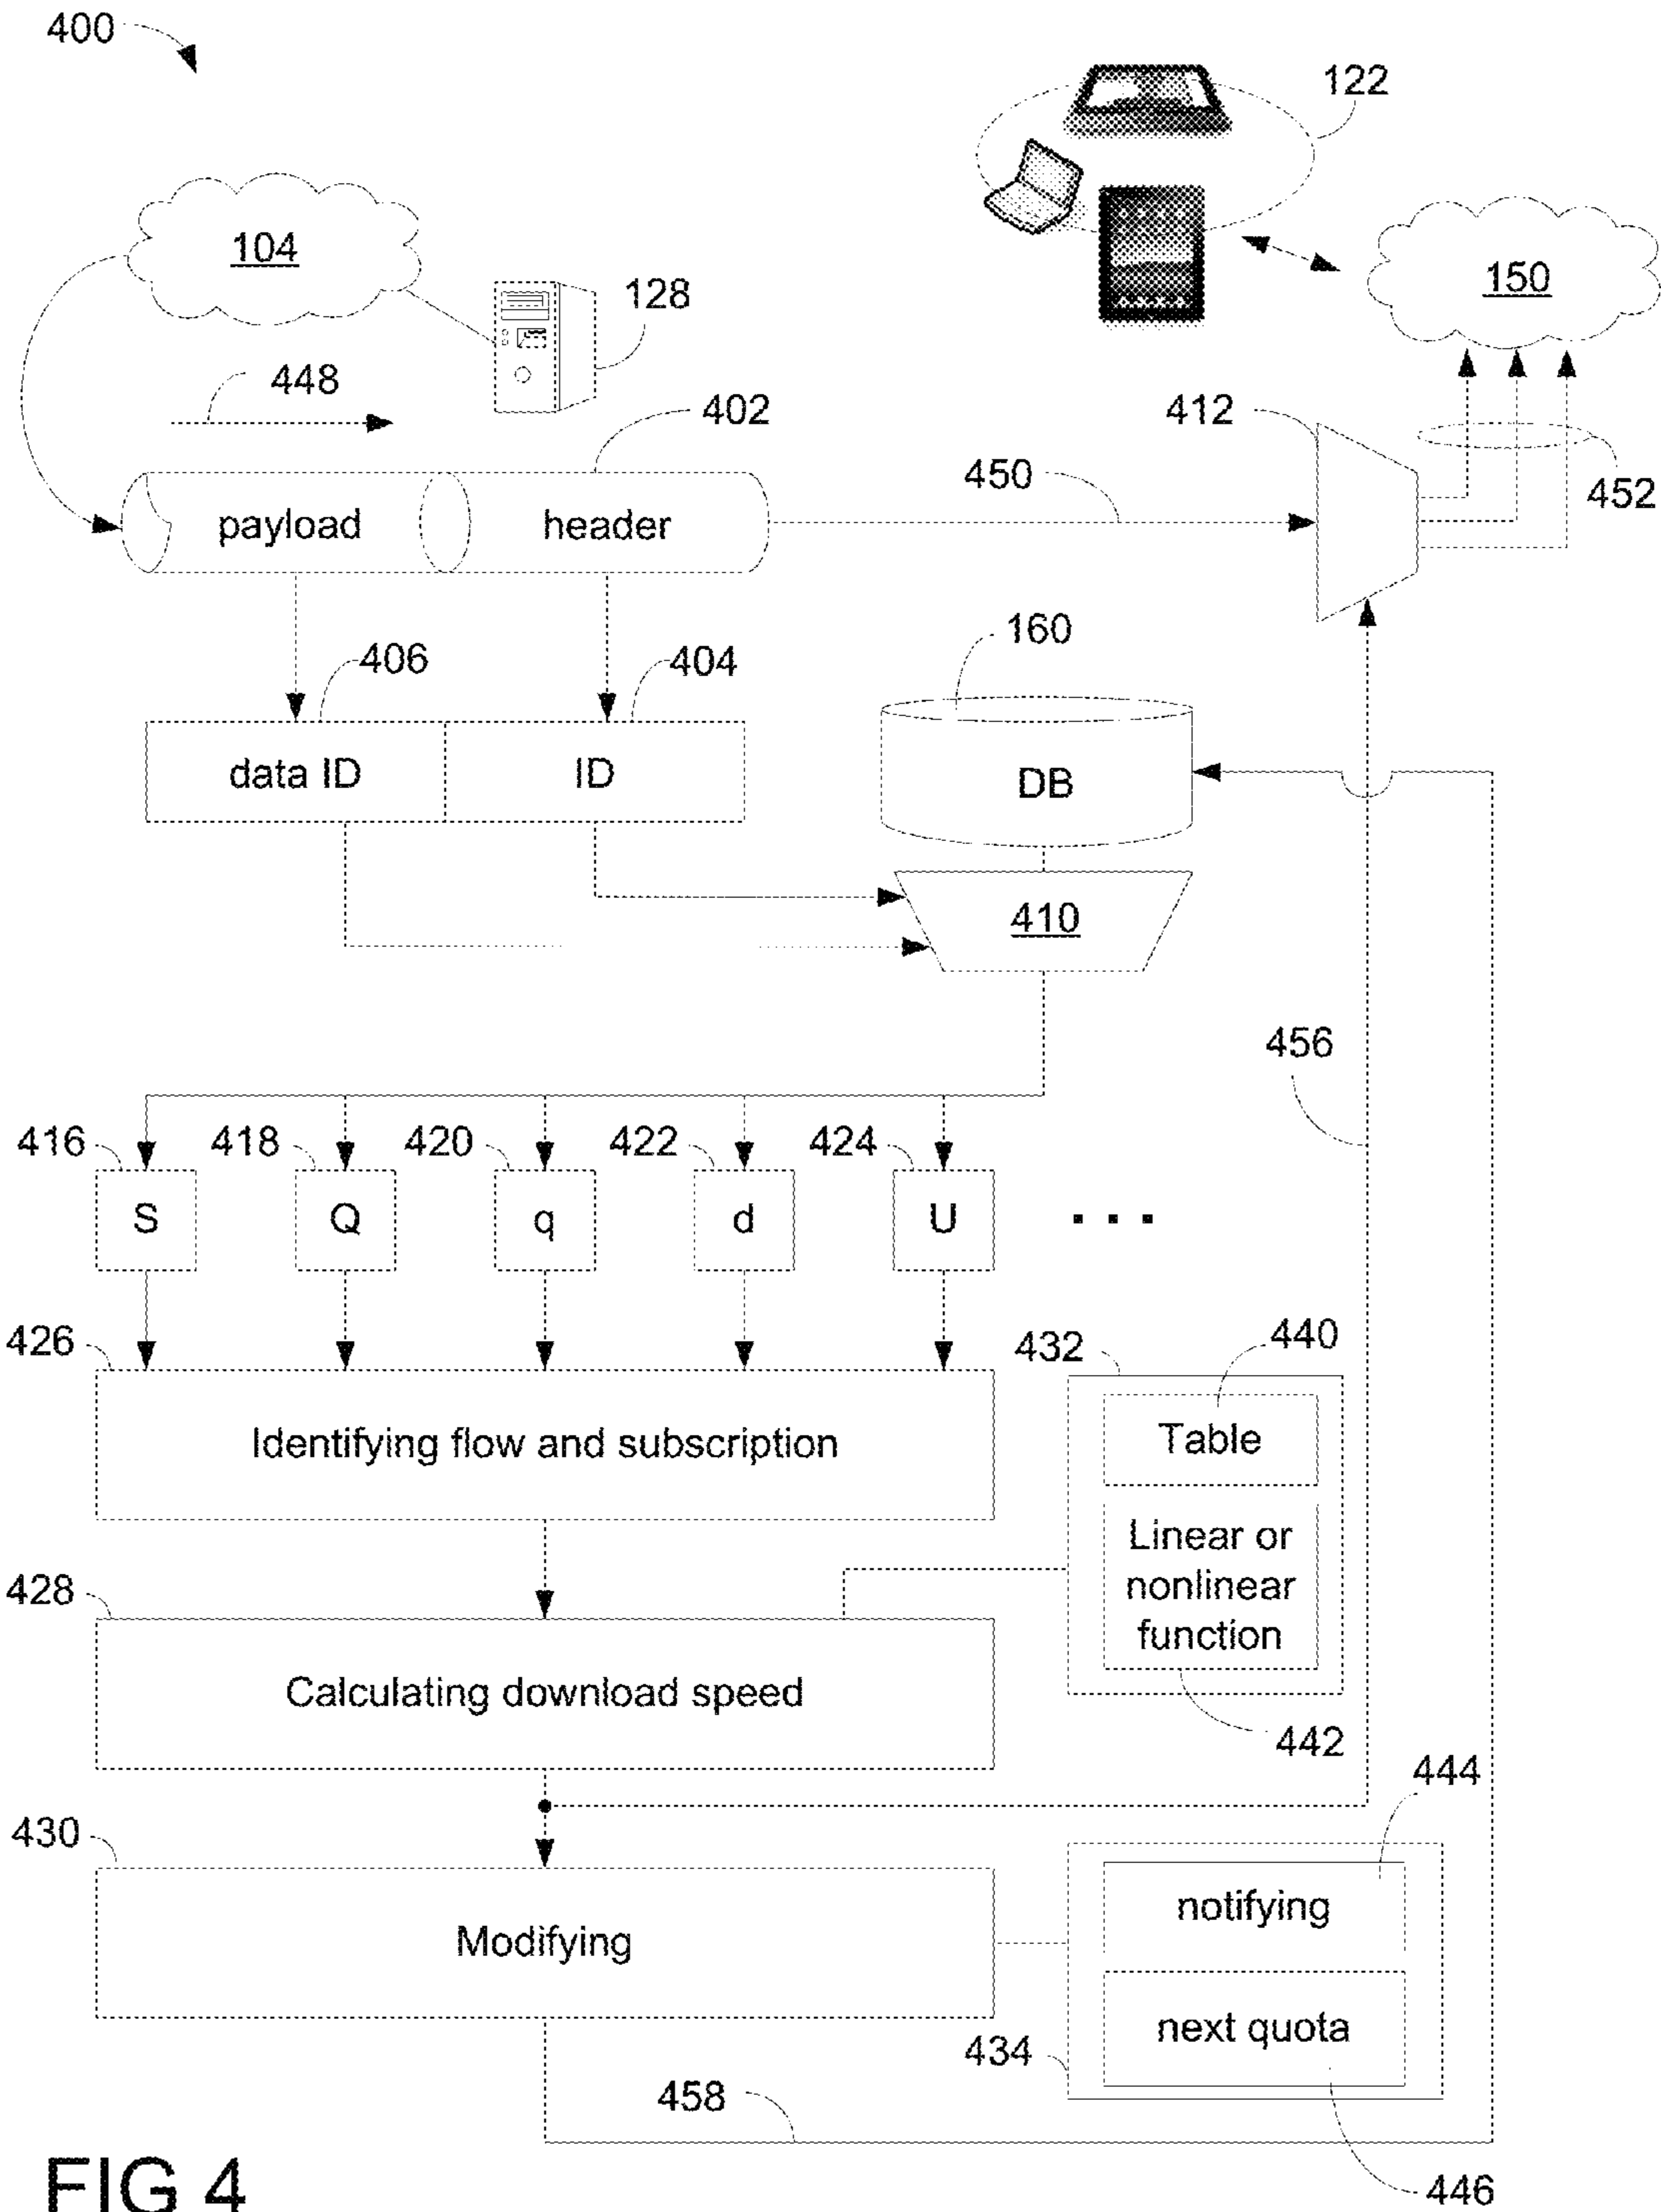 400
122
104
150
128
448
402
412
450
452
payload
header
406
404
160
data ID
ID
DB
410
456
416
418
420
422
424
S
Q
q
d
U
. . .
426
432
440
Table
Identifying flow and subscription
Linear or
nonlinear
function
428
Calculating download speed
442
444
430
notifying
Modifying
next quota
434
458
446
FIG 4